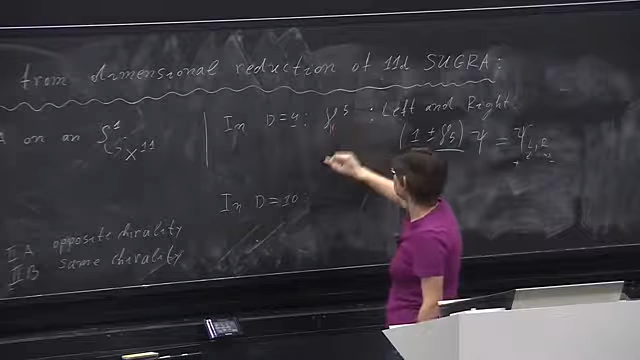 from dimensional reduction of 11d SUGRA:
A on an S¹
x¹¹
In D=4: γ⁵ : Left and Right.
(1 ± γ₅) ψ = ψ_L,R
In D=10:
IIA opposite chirality
IIB same chirality